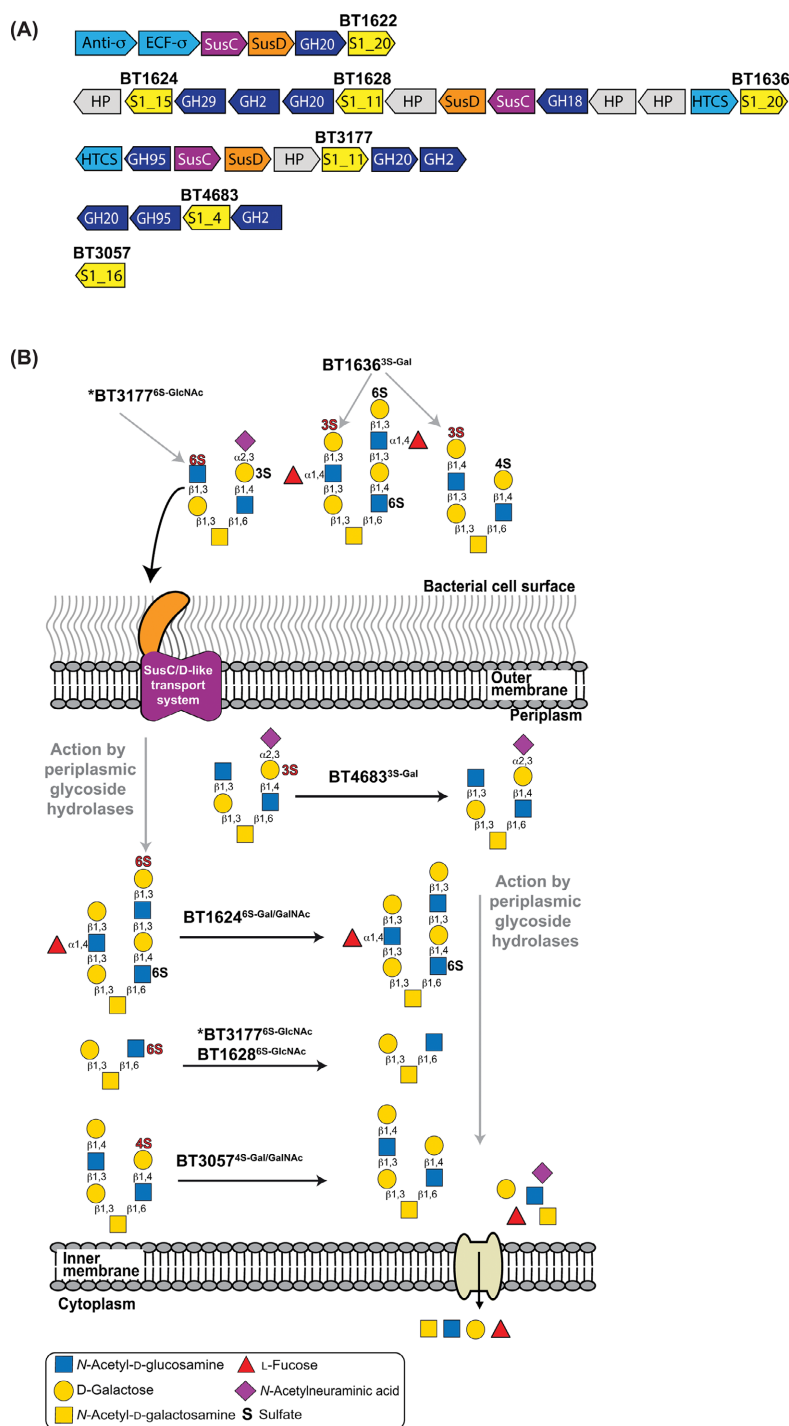 (A)
BT1622
Anti-σ ECF-σ SusC SusD GH20 S1_20
BT1624 BT1628 BT1636
HP S1_15 GH29 GH2 GH20 S1_11 HP SusD SusC GH18 HP HP HTCS S1_20
BT3177
HTCS GH95 SusC SusD HP S1_11 GH20 GH2
BT4683
GH20 GH95 S1_4 GH2
BT3057
S1_16
(B)
BT1636 3S-Gal
*BT3177 6S-GlcNAc
6S
3S 3S
6S β1,3 α1,4
α2,3 β1,3 4S
3S α1,4 β1,4
β1,3 β1,4 β1,3 β1,4 β1,3 β1,4
6S
β1,3 β1,6 β1,3 β1,6 β1,3 β1,6
Bacterial cell surface
SusC/D-like
transport
system
Outer
membrane
Periplasm
Action by
periplasmic
glycoside
hydrolases
α2,3 3S
β1,3 β1,4
β1,3 β1,6
BT4683 3S-Gal
α2,3
β1,3 β1,4
β1,3 β1,6
Action by
periplasmic
glycoside
hydrolases
6S
β1,3
β1,3 β1,3
α1,4
β1,3 β1,4
6S
β1,3 β1,6
BT1624 6S-Gal/GalNAc
β1,3
β1,3 β1,3
α1,4
β1,3 β1,4
6S
β1,3 β1,6
*BT3177 6S-GlcNAc
BT1628 6S-GlcNAc
6S
β1,3 β1,6
β1,3 β1,6
β1,4 4S
β1,3 β1,4
β1,3 β1,6
BT3057 4S-Gal/GalNAc
β1,4
β1,3 β1,4
β1,3 β1,6
Inner
membrane
Cytoplasm
N-Acetyl-D-glucosamine L-Fucose
D-Galactose N-Acetylneuraminic acid
N-Acetyl-D-galactosamine S Sulfate